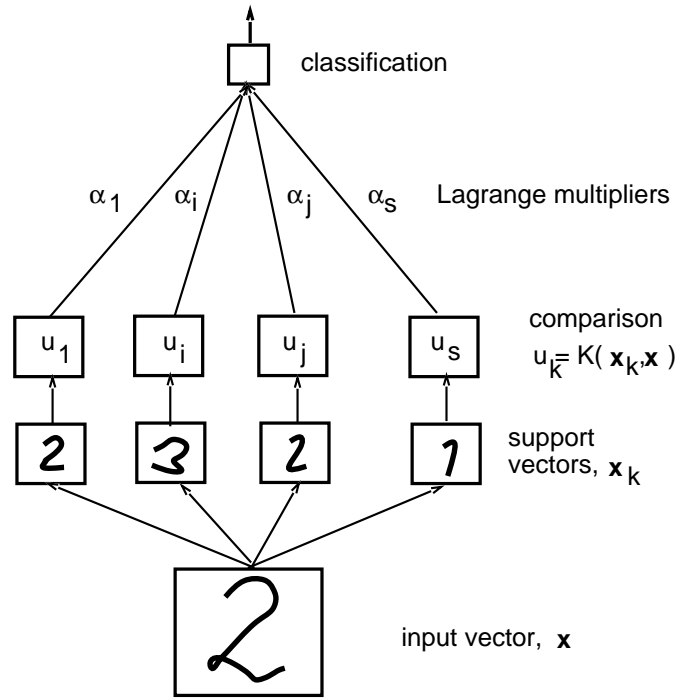 classification
α1 αi αj αs Lagrange multipliers
comparison
u1 ui uj us uk= K( xk,x )
2 3 2 1 support
vectors, xk
2
input vector, x